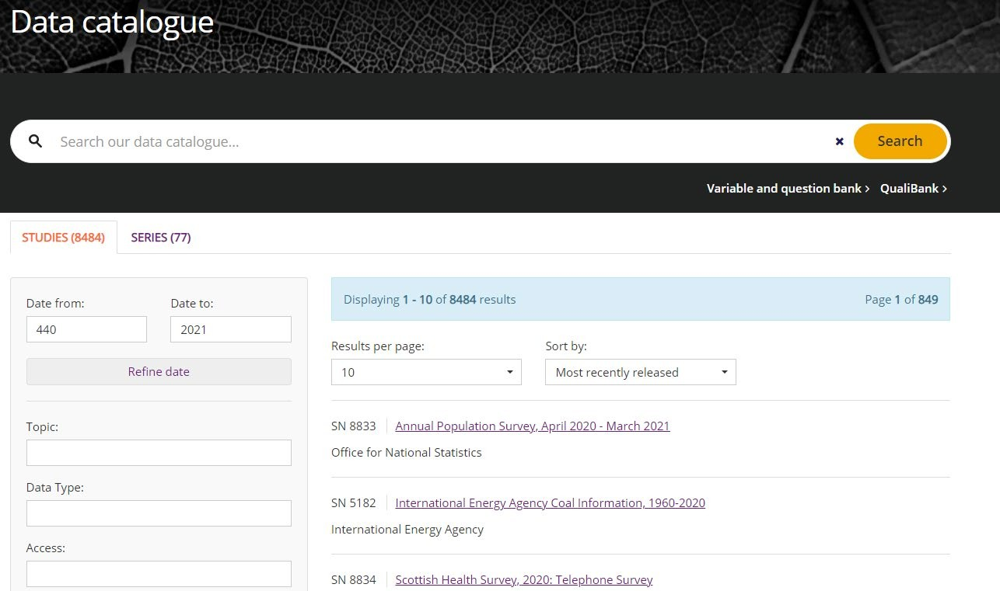 Data catalogue
Search our data catalogue...
Search
Variable and question bank
QualiBank
STUDIES (8484)
SERIES (77)
Date from:
Date to:
440
2021
Refine date
Topic:
Data Type:
Access:
Displaying 1 - 10 of 8484 results
Page 1 of 849
Results per page:
Sort by:
10
Most recently released
SN 8833
Annual Population Survey, April 2020 - March 2021
Office for National Statistics
SN 5182
International Energy Agency Coal Information, 1960-2020
International Energy Agency
SN 8834
Scottish Health Survey, 2020: Telephone Survey